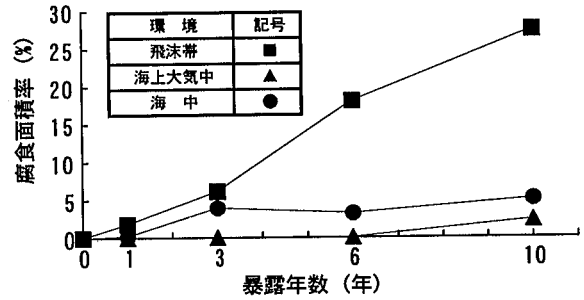 腐食面積率 (%)
30
25
20
15
10
5
0
環 境 記号
飛沫帯 ■
海上大気中 ▲
海 中 ●
0 1 3 6 10
暴露年数 (年)